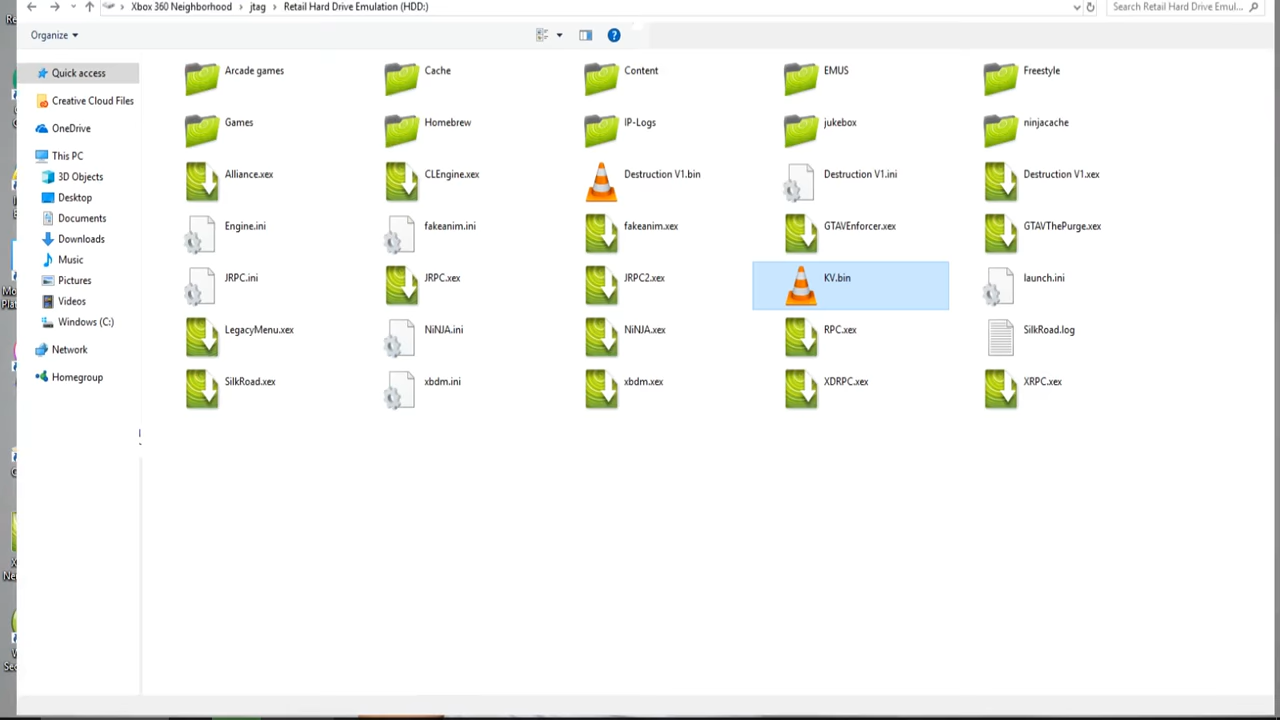 Xbox 360 Neighborhood > jtag > Retail Hard Drive Emulation (HDD:)
Search Retail Hard Drive Emul...
Organize
Quick access
Creative Cloud Files
OneDrive
This PC
3D Objects
Desktop
Documents
Downloads
Music
Pictures
Videos
Windows (C:)
Network
Homegroup
Arcade games
Cache
Content
EMUS
Freestyle
Games
Homebrew
IP-Logs
jukebox
ninjacache
Alliance.xex
CLEngine.xex
Destruction V1.bin
Destruction V1.ini
Destruction V1.xex
Engine.ini
fakeanim.ini
fakeanim.xex
GTAVEnforcer.xex
GTAVThePurge.xex
JRPC.ini
JRPC.xex
JRPC2.xex
KV.bin
launch.ini
LegacyMenu.xex
NiNJA.ini
NiNJA.xex
RPC.xex
SilkRoad.log
SilkRoad.xex
xbdm.ini
xbdm.xex
XDRPC.xex
XRPC.xex